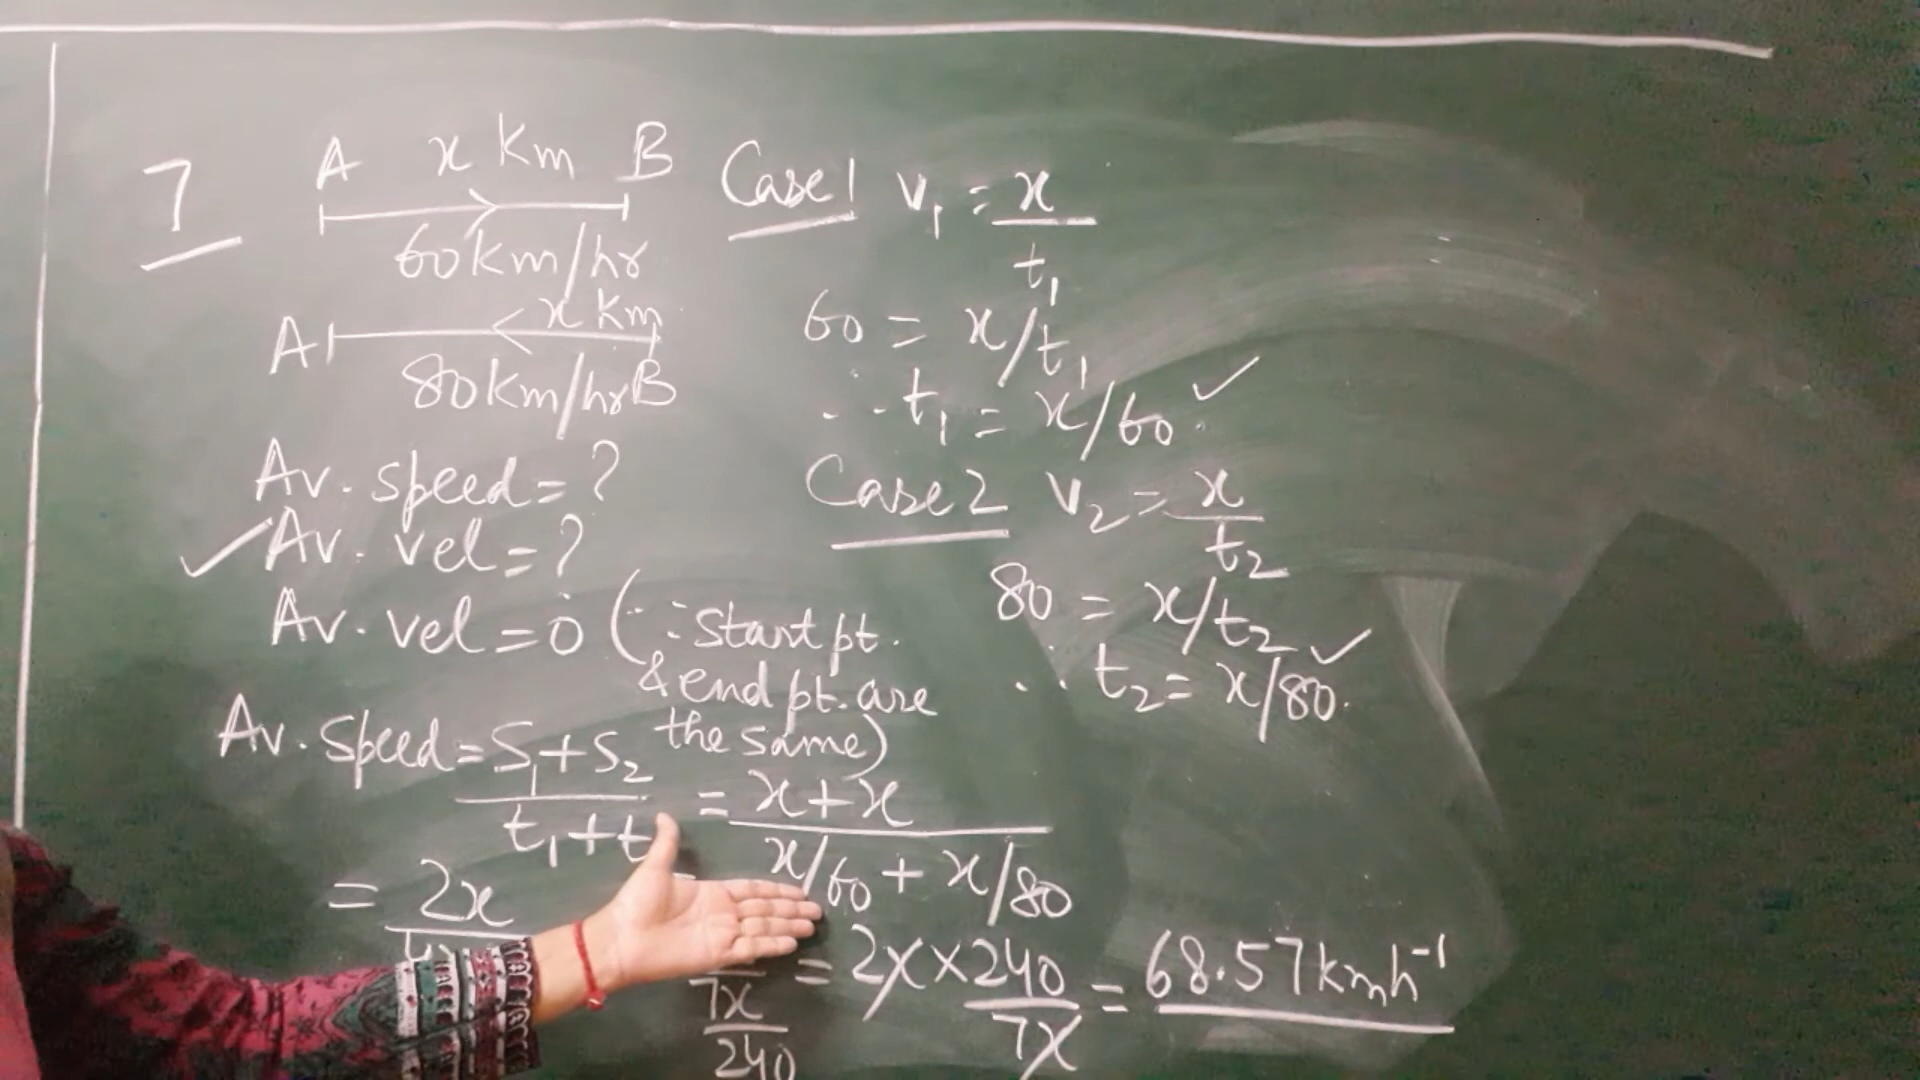 7
A x Km B
60 Km/hr
x Km
A
80 Km/hr B
Av. speed = ?
✓ Av. vel = ?
Av. vel = 0 (∵ start pt.
& end pt. are
the same)
Case 1 v₁ = x/t₁
60 = x/t₁
∴ t₁ = x/60 ✓
Case 2 v₂ = x/t₂
80 = x/t₂
∴ t₂ = x/80. ✓
Av. speed = S₁+S₂
t₁+t
= x+x
x/60 + x/80
= 2x
7x
240
= 2x × 240
7x
= 68.57 kmh⁻¹